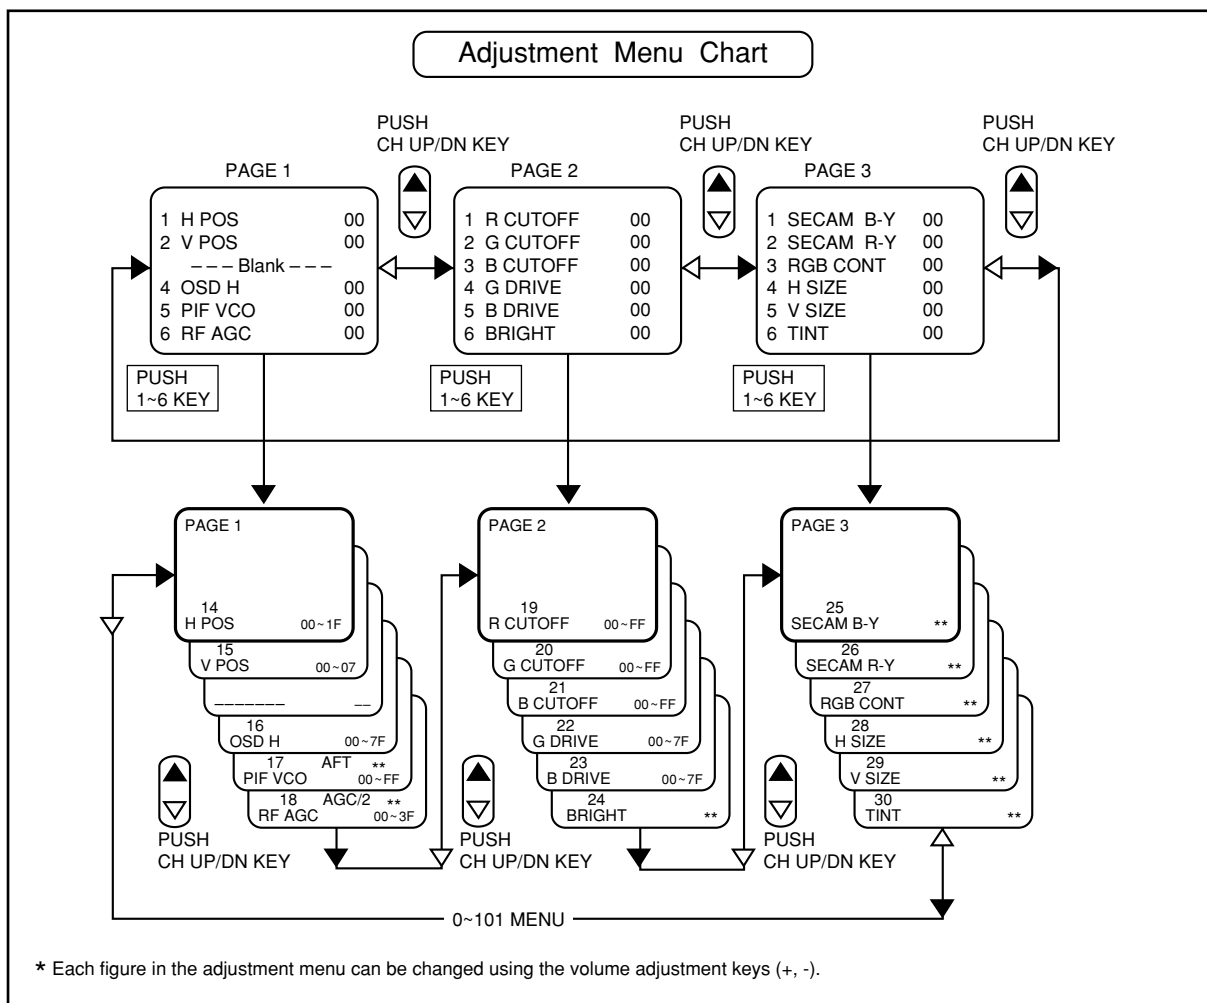 Adjustment Menu Chart
PUSH
CH UP/DN KEY
PUSH
CH UP/DN KEY
PUSH
CH UP/DN KEY
PAGE 1
1 H POS 00
2 V POS 00
– – – Blank – – –
4 OSD H 00
5 PIF VCO 00
6 RF AGC 00
PAGE 2
1 R CUTOFF 00
2 G CUTOFF 00
3 B CUTOFF 00
4 G DRIVE 00
5 B DRIVE 00
6 BRIGHT 00
PAGE 3
1 SECAM B-Y 00
2 SECAM R-Y 00
3 RGB CONT 00
4 H SIZE 00
5 V SIZE 00
6 TINT 00
PUSH
1~6 KEY
PUSH
1~6 KEY
PUSH
1~6 KEY
PAGE 1
14
H POS 00~1F
15
V POS 00~07
––––––– ––
16
OSD H 00~7F
17 AFT **
PIF VCO 00~FF
18 AGC/2 **
RF AGC 00~3F
PUSH
CH UP/DN KEY
PAGE 2
19
R CUTOFF 00~FF
20
G CUTOFF 00~FF
21
B CUTOFF 00~FF
22
G DRIVE 00~7F
23
B DRIVE 00~7F
24
BRIGHT **
PUSH
CH UP/DN KEY
PAGE 3
25
SECAM B-Y **
26
SECAM R-Y **
27
RGB CONT **
28
H SIZE **
29
V SIZE **
30
TINT **
PUSH
CH UP/DN KEY
0~101 MENU
* Each figure in the adjustment menu can be changed using the volume adjustment keys (+, -).